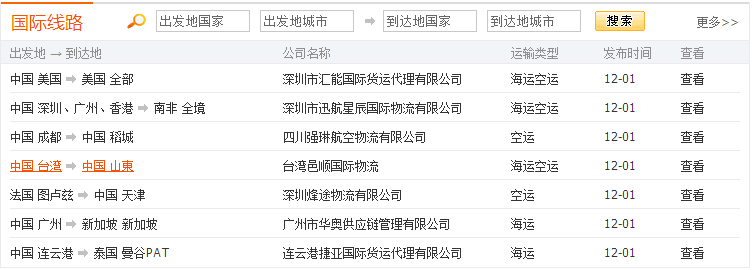 国际线路 出发地国家 出发地城市 到达地国家 到达地城市 搜索 更多>>
出发地 → 到达地 公司名称 运输类型 发布时间 查看
中国 美国 美国 全部 深圳市汇能国际货运代理有限公司 海运空运 12-01 查看
中国 深圳、广州、香港 南非 全境 深圳市迅航星辰国际物流有限公司 海运空运 12-01 查看
中国 成都 中国 稻城 四川强琳航空物流有限公司 空运 12-01 查看
中国 台湾 中国 山東 台湾邑顺国际物流 海运空运 12-01 查看
法国 图卢兹 中国 天津 深圳烽途物流有限公司 空运 12-01 查看
中国 广州 新加坡 新加坡 广州市华奥供应链管理有限公司 海运 12-01 查看
中国 连云港 泰国 曼谷PAT 连云港捷亚国际货运代理有限公司 海运 12-01 查看